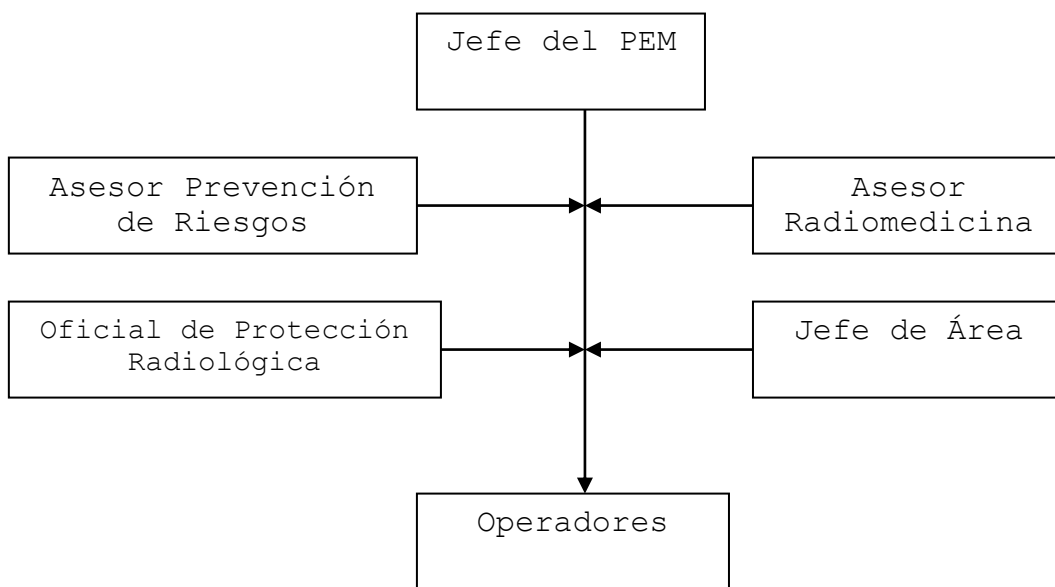 Jefe del PEM
Asesor Prevención
de Riesgos
Asesor
Radiomedicina
Oficial de Protección
Radiológica
Jefe de Área
Operadores